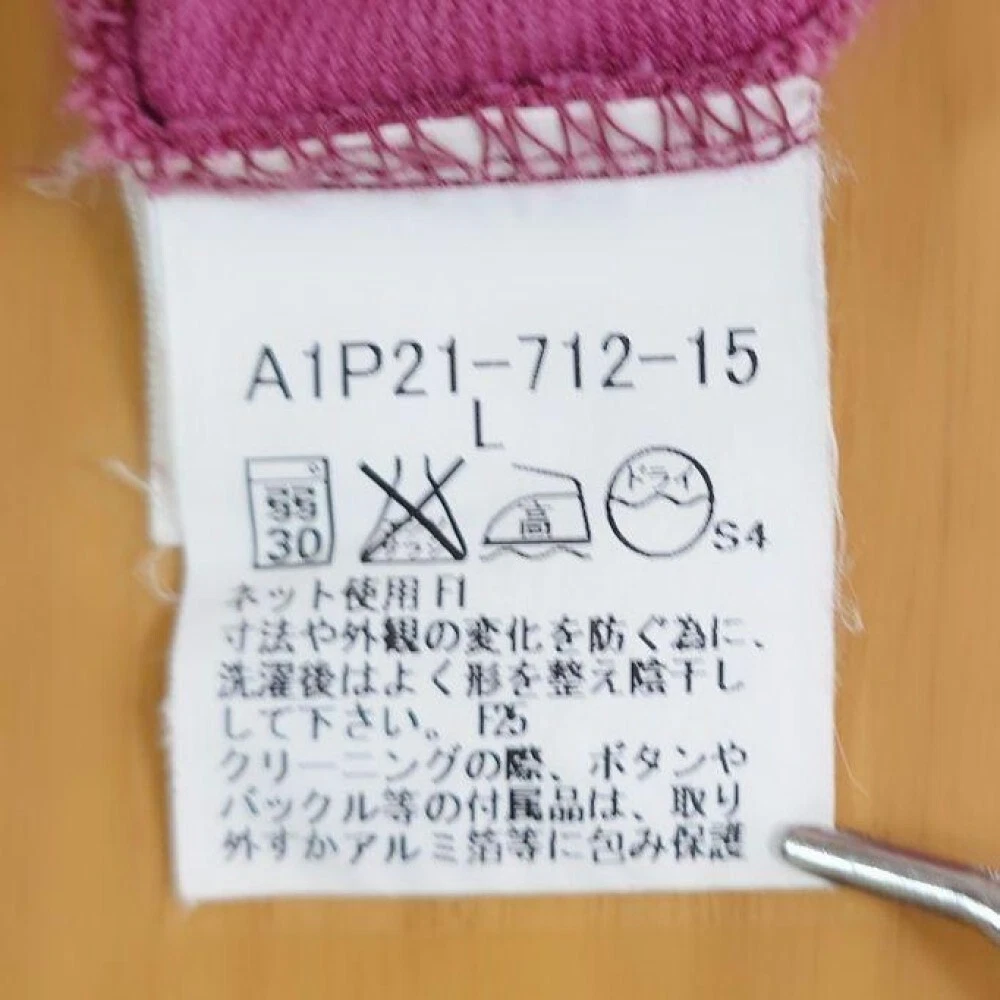 A1P21-712-15
L
30
高
ドライ
S4
ネット使用 F1
寸法や外観の変化を防ぐ為に、
洗濯後はよく形を整え陰干し
して下さい。 F25
クリーニングの際、ボタンや
バックル等の付属品は、取り
外すかアルミ箔等に包み保護